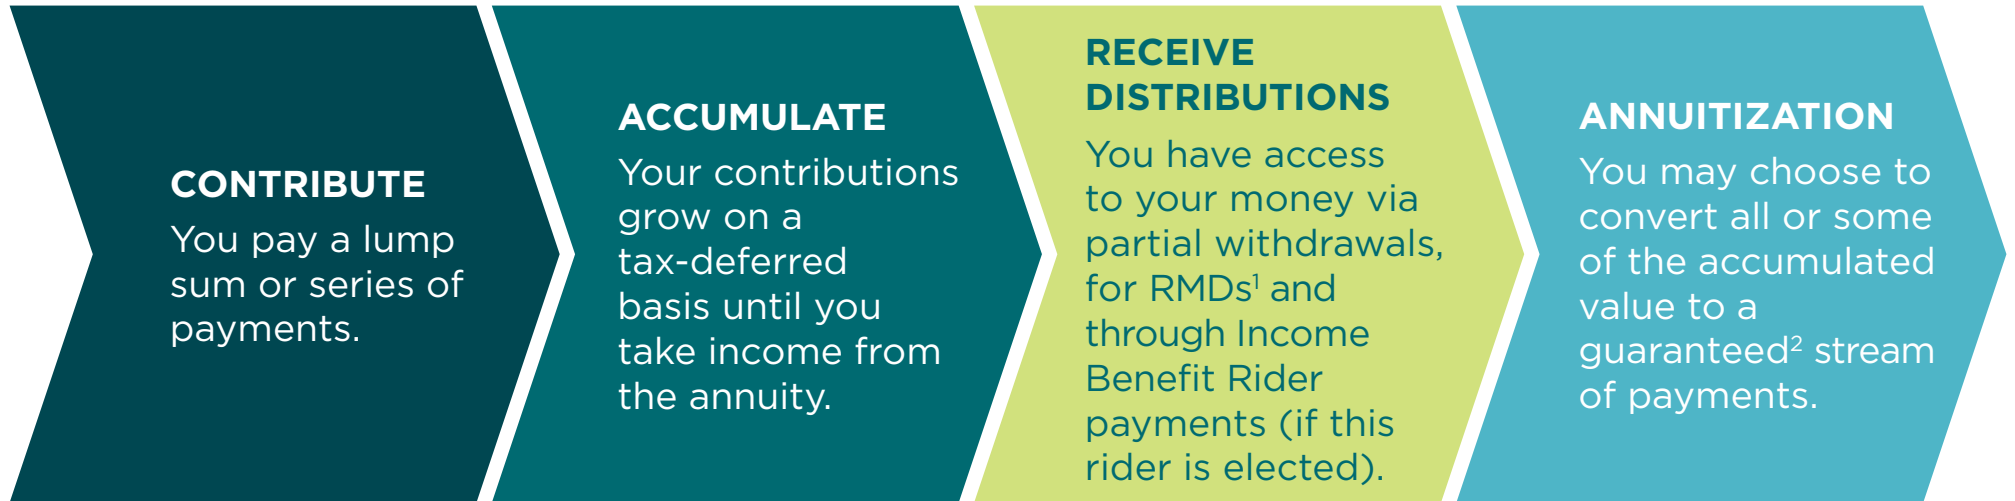 CONTRIBUTE
You pay a lump
sum or series of
payments.
ACCUMULATE
Your contributions
grow on a
tax-deferred
basis until you
take income from
the annuity.
RECEIVE
DISTRIBUTIONS
You have access
to your money via
partial withdrawals,
for RMDs¹ and
through Income
Benefit Rider
payments (if this
rider is elected).
ANNUITIZATION
You may choose to
convert all or some
of the accumulated
value to a
guaranteed² stream
of payments.